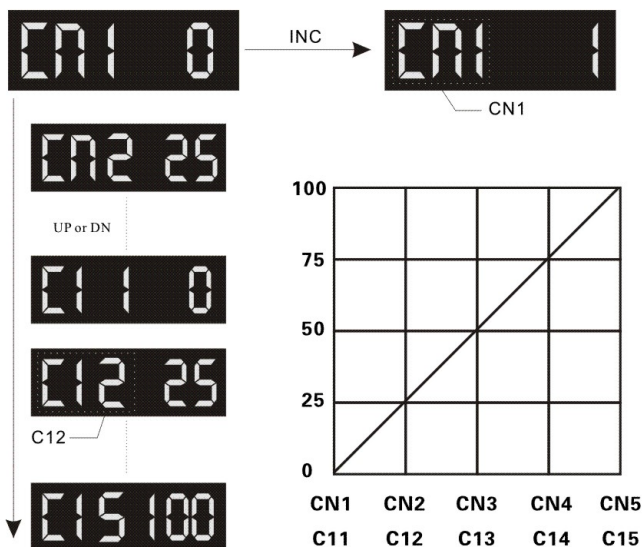 CN1 0
INC
CN1 1
CN1
CN2 25
UP or DN
C11 0
C12 25
C12
C15 100
100
75
50
25
0
CN1 CN2 CN3 CN4 CN5
C11 C12 C13 C14 C15